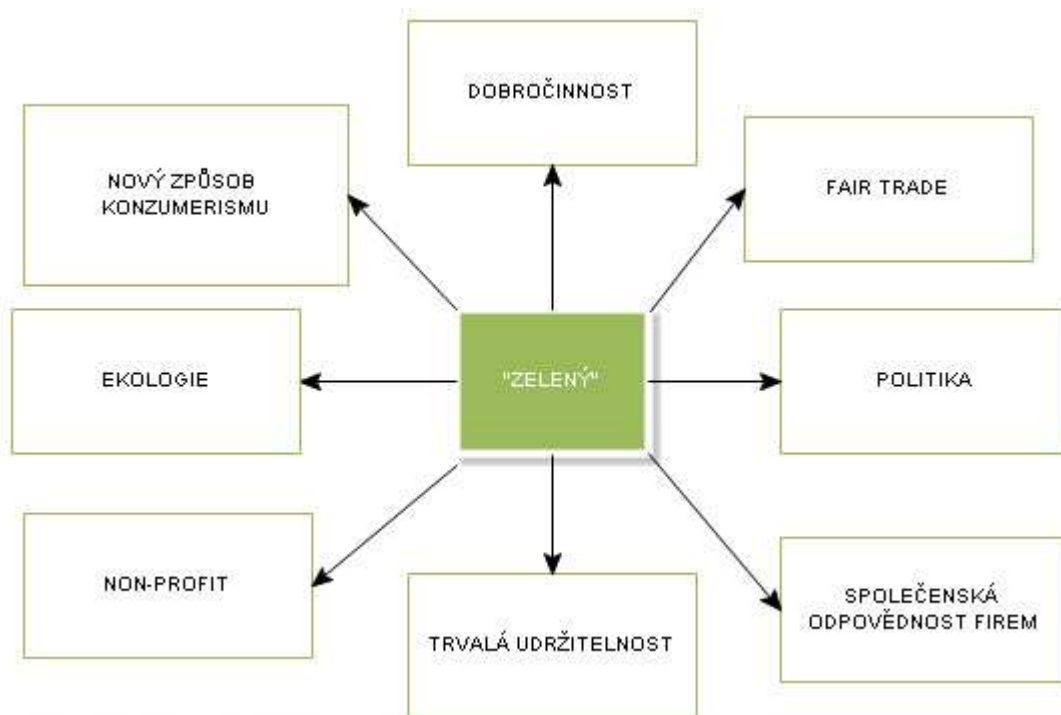 DOBROČINNOST
NOVÝ ZPŮSOB
KONZUMERISMU
FAIR TRADE
EKOLOGIE
"ZELENÝ"
POLITIKA
NON-PROFIT
TRVALÁ UDRŽITELNOST
SPOLEČENSKÁ
ODPOVĚDNOST FIREM